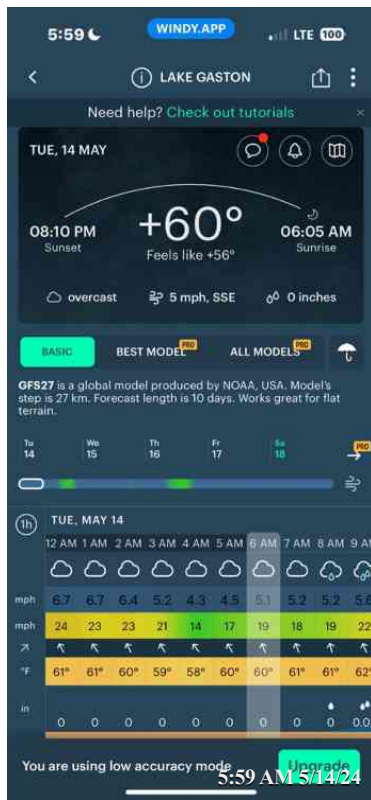 5:59
WINDY.APP
LTE 100
LAKE GASTON
Need help? Check out tutorials
TUE, 14 MAY
08:10 PM
Sunset
+60°
Feels like +56°
06:05 AM
Sunrise
overcast
5 mph, SSE
0 inches
BASIC
BEST MODEL PRO
ALL MODELS PRO
GFS27 is a global model produced by NOAA, USA. Model's
step is 27 km. Forecast length is 10 days. Works great for flat
terrain.
Tu We Th Fr Sa PRO
14 15 16 17 18
1h TUE, MAY 14
12 AM 1 AM 2 AM 3 AM 4 AM 5 AM 6 AM 7 AM 8 AM 9 A
mph 6.7 6.7 6.4 5.2 4.3 4.5 5.1 5.2 5.2 5.6
mph 24 23 23 21 14 17 19 18 19 22
°F 61° 61° 60° 59° 58° 60° 60° 61° 61° 62°
in 0 0 0 0 0 0 0 0 0 0.0
You are using low accuracy mode
Upgrade
5:59 AM 5/14/24